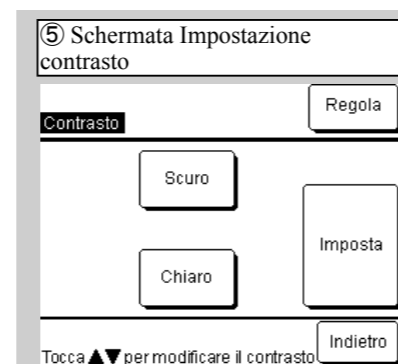 ⑤ Schermata Impostazione
contrasto
Regola
Contrasto
Scuro
Imposta
Chiaro
Indietro
Tocca▲▼per modificare il contrasto